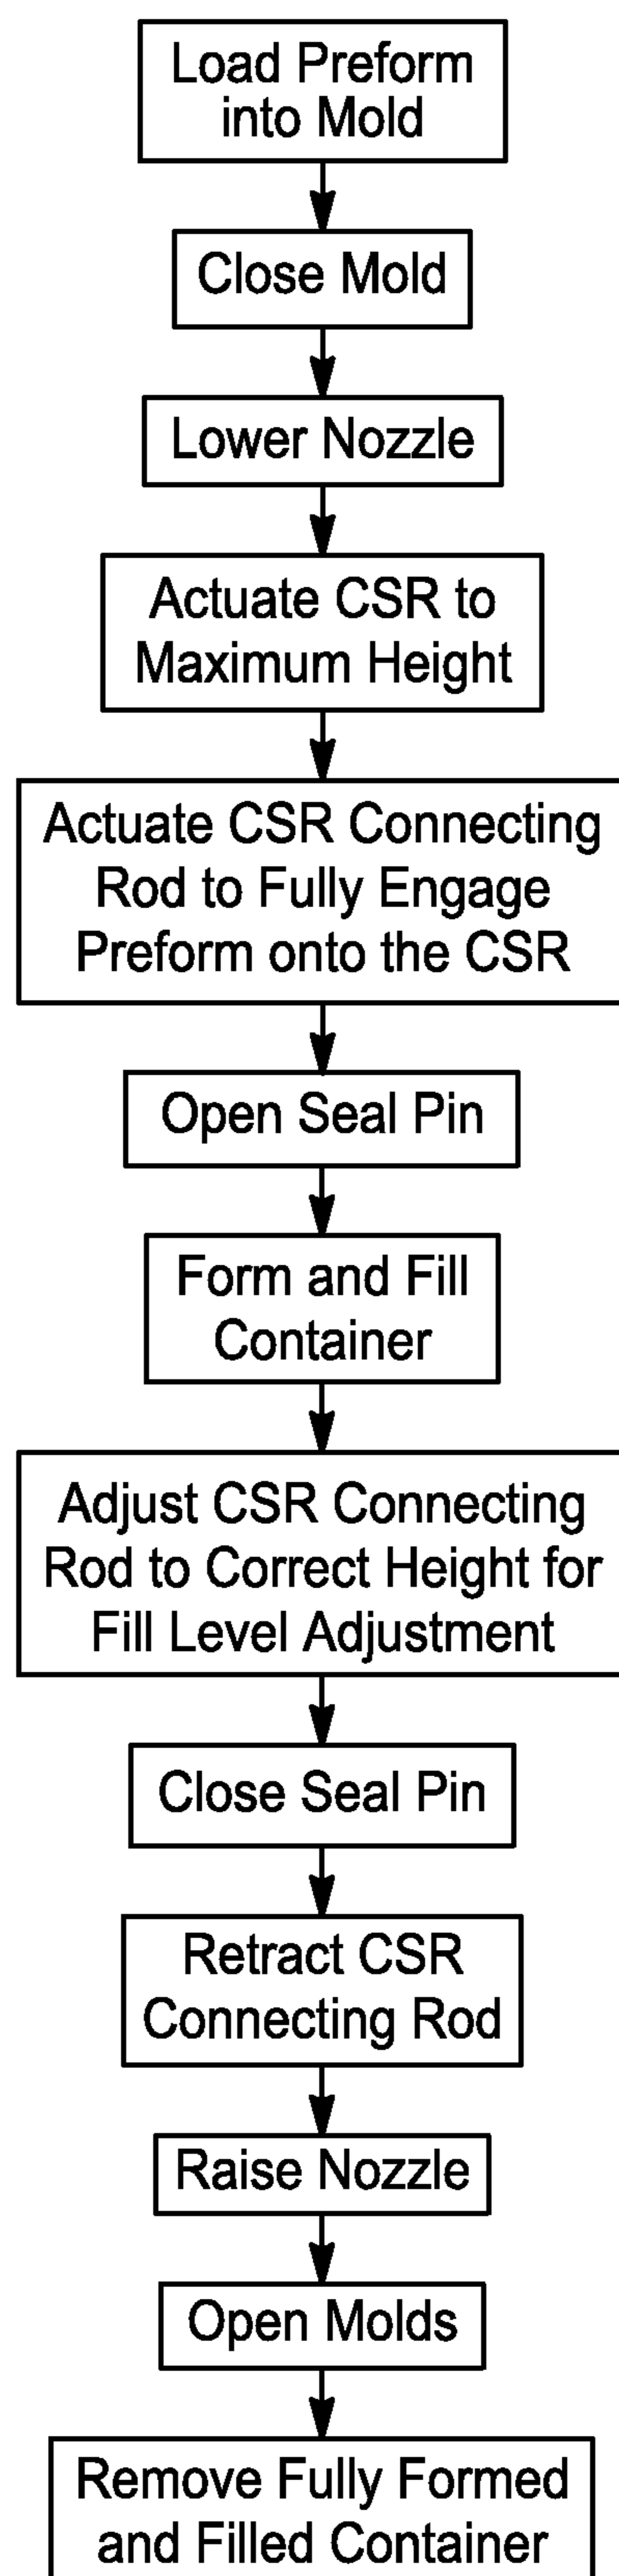 Load Preform
into Mold
Close Mold
Lower Nozzle
Actuate CSR to
Maximum Height
Actuate CSR Connecting
Rod to Fully Engage
Preform onto the CSR
Open Seal Pin
Form and Fill
Container
Adjust CSR Connecting
Rod to Correct Height for
Fill Level Adjustment
Close Seal Pin
Retract CSR
Connecting Rod
Raise Nozzle
Open Molds
Remove Fully Formed
and Filled Container